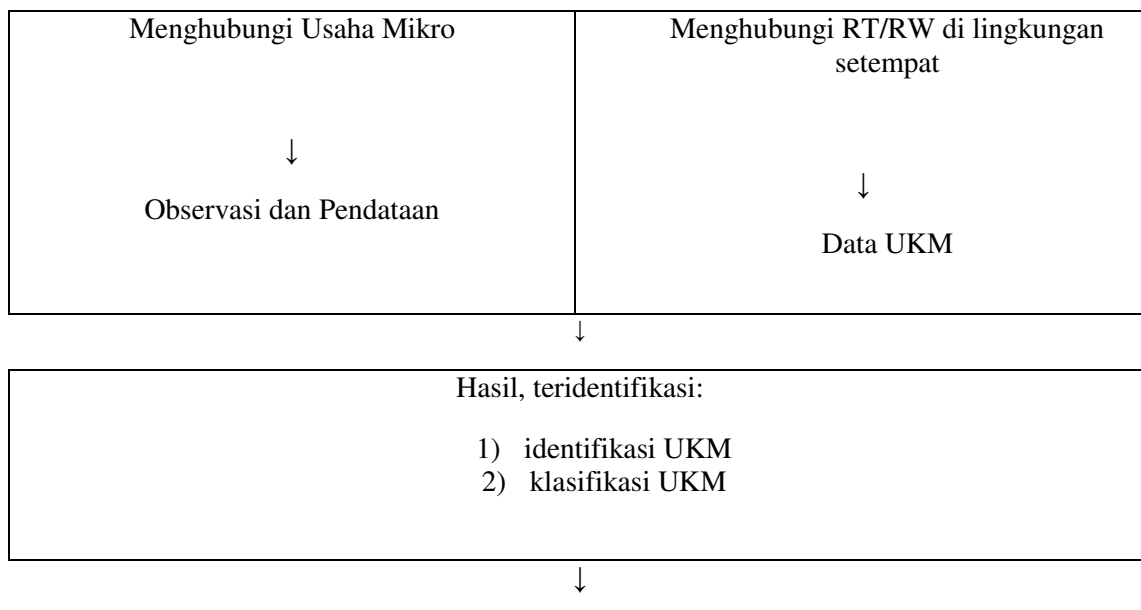 Menghubungi Usaha Mikro
↓
Observasi dan Pendataan
Menghubungi RT/RW di lingkungan
setempat
↓
Data UKM
↓
Hasil, teridentifikasi:
1) identifikasi UKM
2) klasifikasi UKM
↓